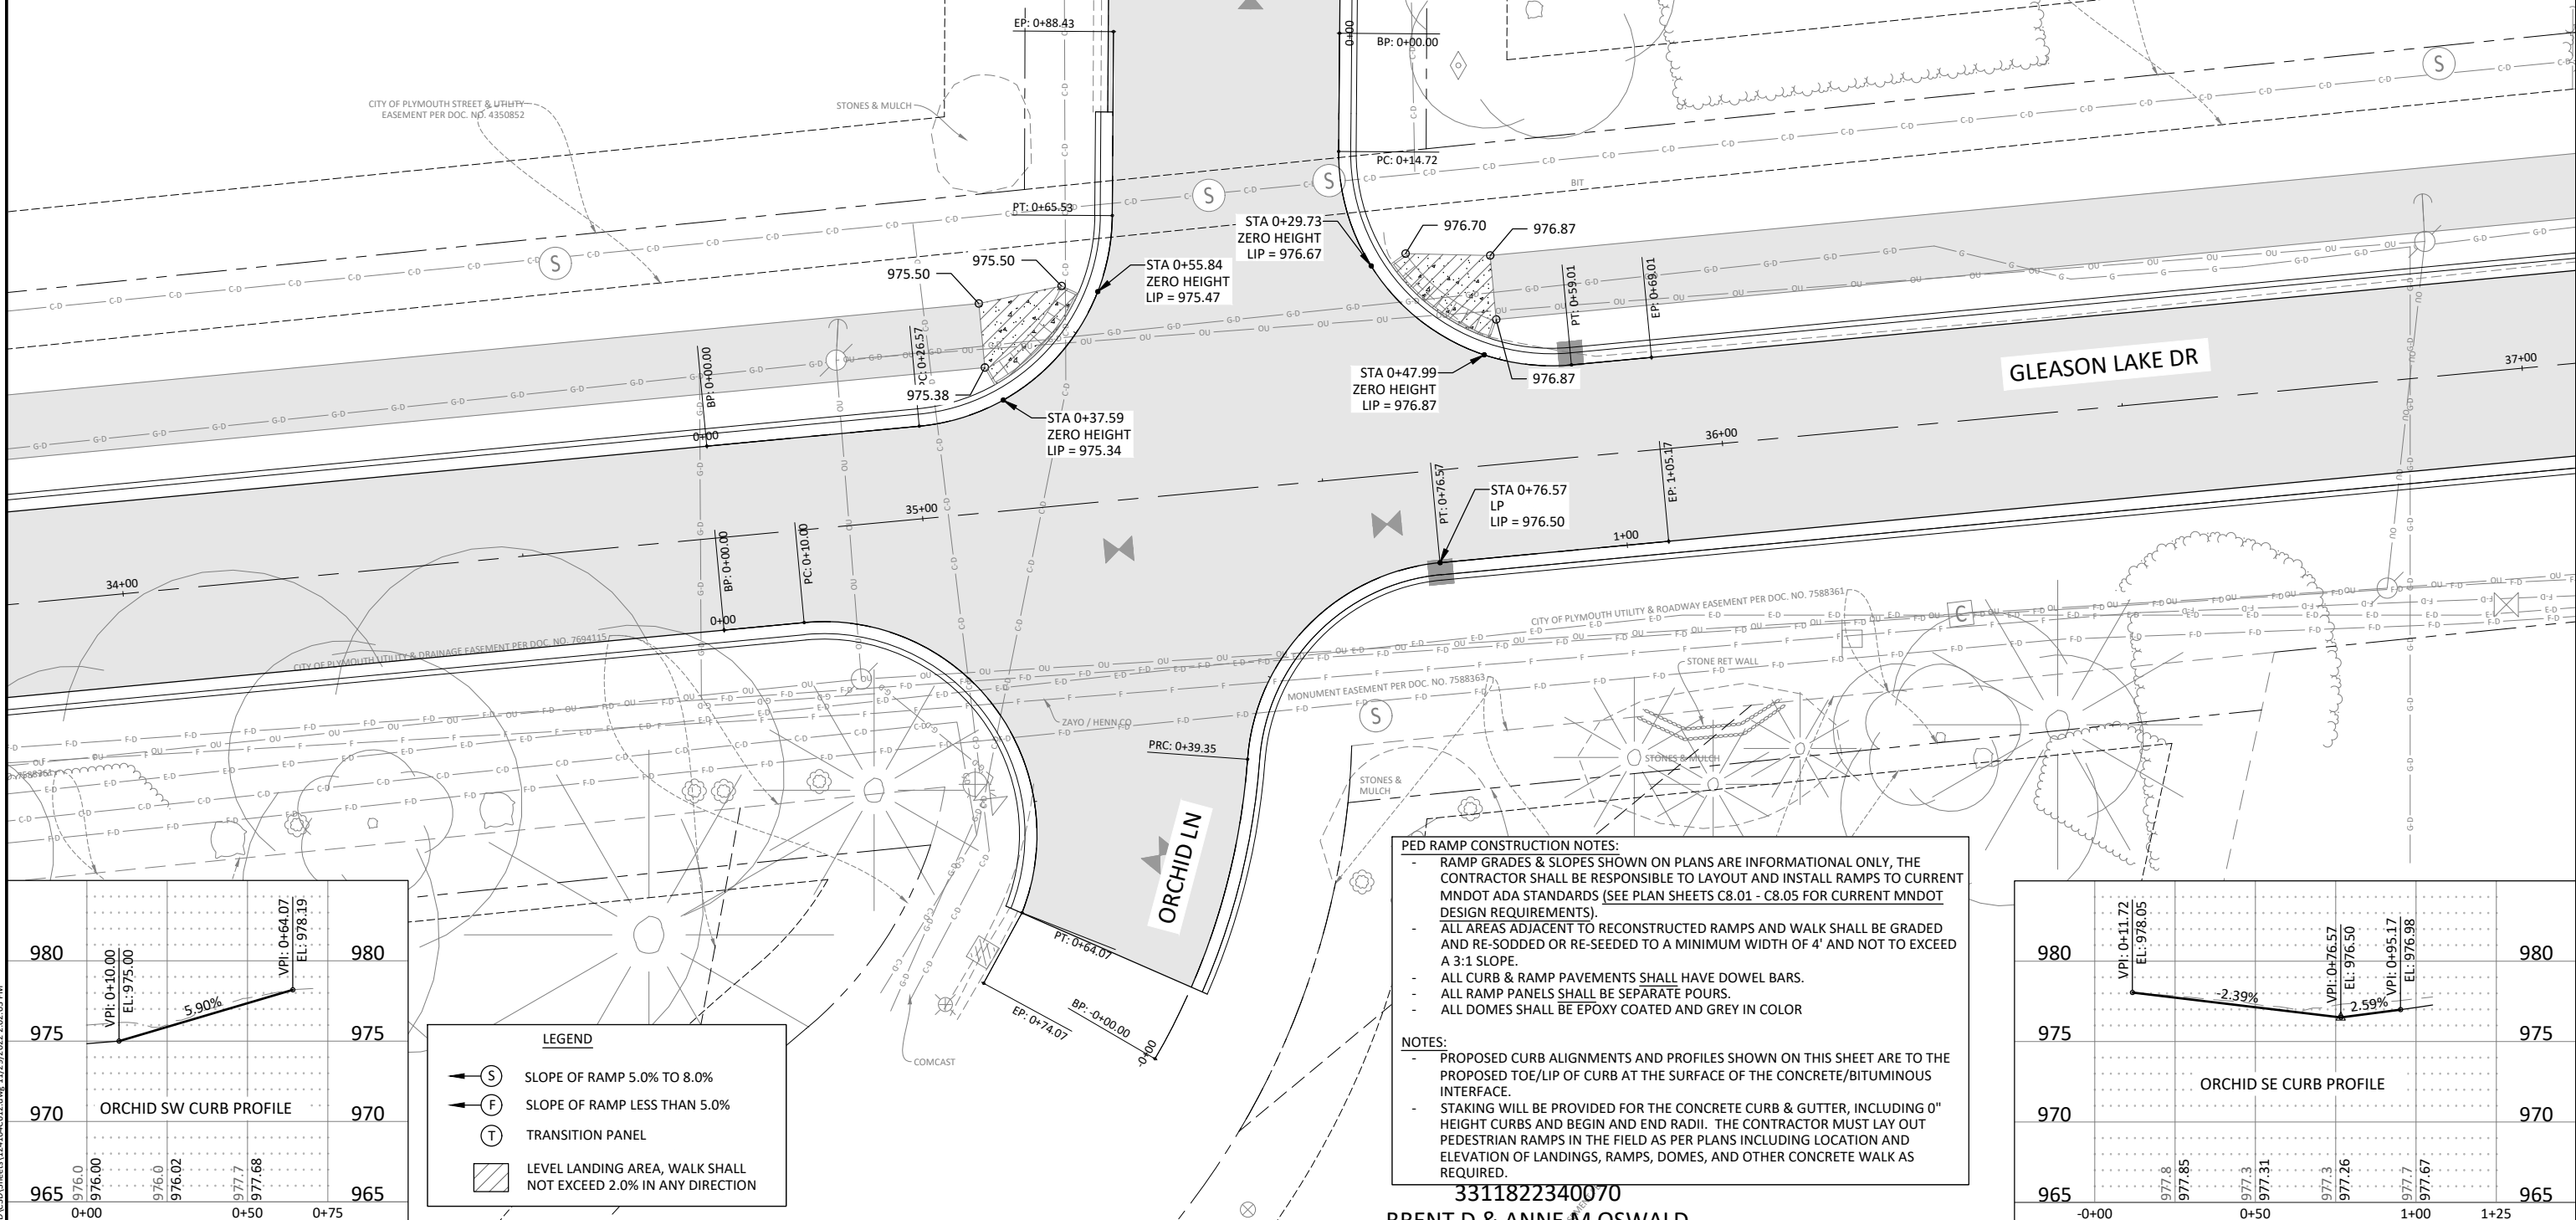 EP: 0+88.43
0+00
BP: 0+00.00
CITY OF PLYMOUTH STREET & UTILITY
EASEMENT PER DOC. NO. 4350852
STONES & MULCH
PC: 0+14.72
BIT
S
S
S
S
PT: 0+65.53
STA 0+29.73
ZERO HEIGHT
LIP = 976.67
976.70
976.87
975.50
975.50
STA 0+55.84
ZERO HEIGHT
LIP = 975.47
PT: 0+59.01
EP: 0+69.01
BP: 0+00.00
PC: 0+26.57
975.38
STA 0+47.99
ZERO HEIGHT
LIP = 976.87
976.87
GLEASON LAKE DR
37+00
0+00
STA 0+37.59
ZERO HEIGHT
LIP = 975.34
36+00
35+00
34+00
PT: 0+76.57
EP: 1+05.17
STA 0+76.57
LP
LIP = 976.50
1+00
BP: 0+00.00
PC: 0+10.00
0+00
CITY OF PLYMOUTH UTILITY & DRAINAGE EASEMENT PER DOC. NO. 7694115
CITY OF PLYMOUTH UTILITY & ROADWAY EASEMENT PER DOC. NO. 7588361
C
STONE RET WALL
MONUMENT EASEMENT PER DOC. NO. 7588363
S
ZAYO / HENN CO
PRC: 0+39.35
STONES & MULCH
STONES &
MULCH
ORCHID LN
PT: 0+64.07
EP: 0+74.07
BP: -0+00.00
-0+00
COMCAST
PED RAMP CONSTRUCTION NOTES:
- RAMP GRADES & SLOPES SHOWN ON PLANS ARE INFORMATIONAL ONLY, THE
CONTRACTOR SHALL BE RESPONSIBLE TO LAYOUT AND INSTALL RAMPS TO CURRENT
MNDOT ADA STANDARDS (SEE PLAN SHEETS C8.01 - C8.05 FOR CURRENT MNDOT
DESIGN REQUIREMENTS).
- ALL AREAS ADJACENT TO RECONSTRUCTED RAMPS AND WALK SHALL BE GRADED
AND RE-SODDED OR RE-SEEDED TO A MINIMUM WIDTH OF 4' AND NOT TO EXCEED
A 3:1 SLOPE.
- ALL CURB & RAMP PAVEMENTS SHALL HAVE DOWEL BARS.
- ALL RAMP PANELS SHALL BE SEPARATE POURS.
- ALL DOMES SHALL BE EPOXY COATED AND GREY IN COLOR
NOTES:
- PROPOSED CURB ALIGNMENTS AND PROFILES SHOWN ON THIS SHEET ARE TO THE
PROPOSED TOE/LIP OF CURB AT THE SURFACE OF THE CONCRETE/BITUMINOUS
INTERFACE.
- STAKING WILL BE PROVIDED FOR THE CONCRETE CURB & GUTTER, INCLUDING 0"
HEIGHT CURBS AND BEGIN AND END RADII. THE CONTRACTOR MUST LAY OUT
PEDESTRIAN RAMPS IN THE FIELD AS PER PLANS INCLUDING LOCATION AND
ELEVATION OF LANDINGS, RAMPS, DOMES, AND OTHER CONCRETE WALK AS
REQUIRED.
3311822340070
BRENT D & ANNE M OSWALD
LEGEND
S SLOPE OF RAMP 5.0% TO 8.0%
F SLOPE OF RAMP LESS THAN 5.0%
T TRANSITION PANEL
LEVEL LANDING AREA, WALK SHALL
NOT EXCEED 2.0% IN ANY DIRECTION
VPI: 0+10.00
EL: 975.00
5.90%
VPI: 0+64.07
EL: 978.19
980 980
975 975
970 970
965 965
ORCHID SW CURB PROFILE
976.0
976.00
976.0
976.02
977.7
977.68
0+00 0+50 0+75
VPI: 0+11.72
EL: 978.05
-2.39%
VPI: 0+76.57
EL: 976.50
2.59%
VPI: 0+95.17
EL: 976.98
980 980
975 975
970 970
965 965
ORCHID SE CURB PROFILE
977.8
977.85
977.3
977.31
977.3
977.26
977.7
977.67
-0+00 0+50 1+00 1+25